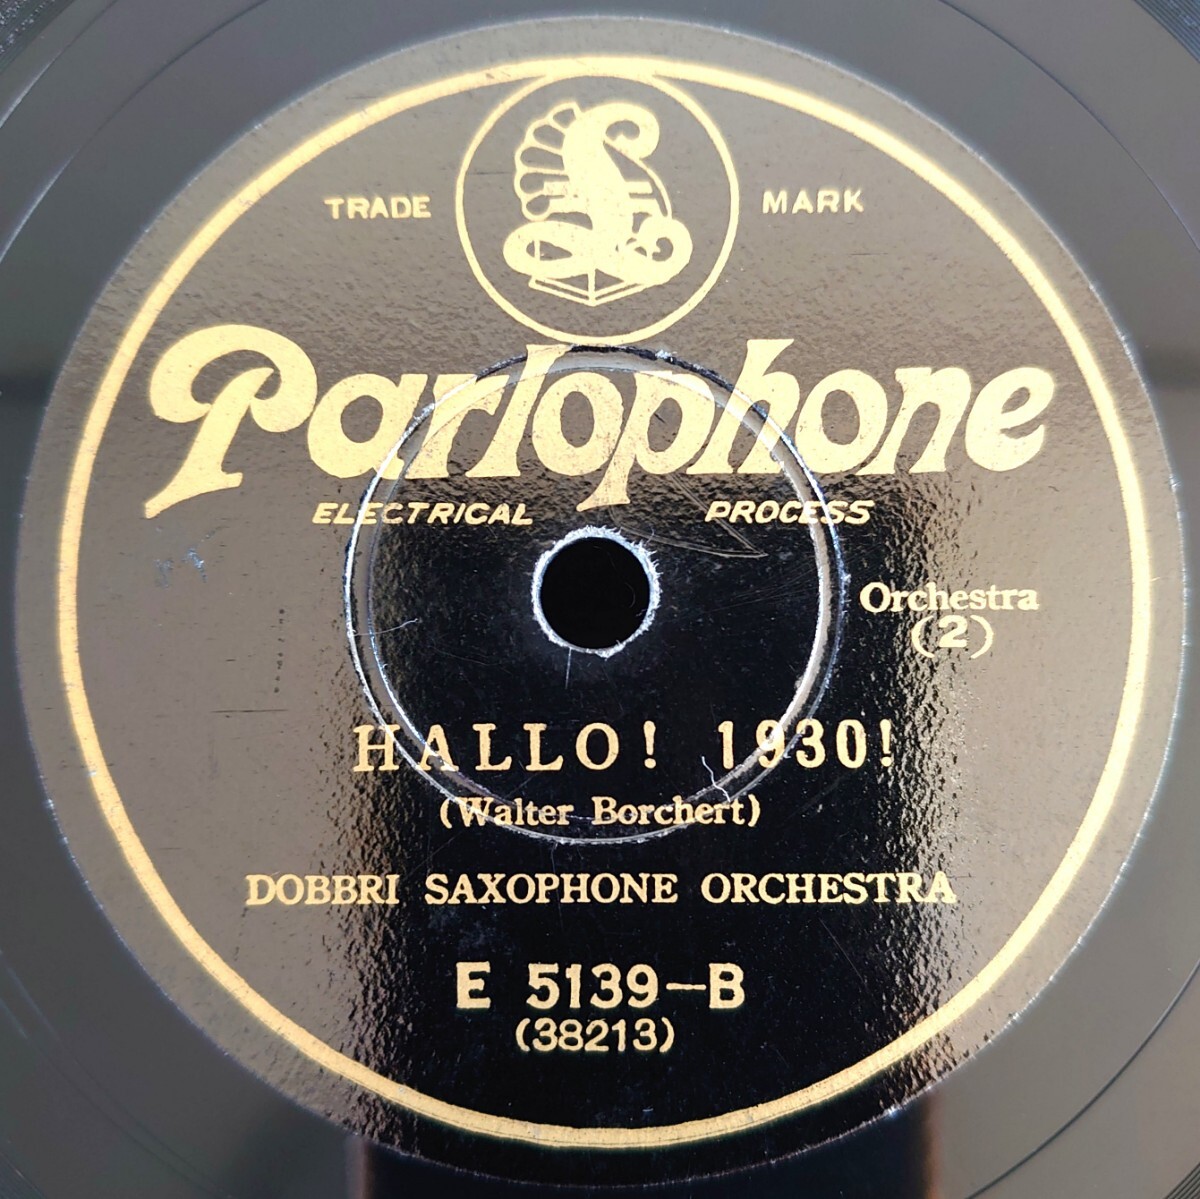 TRADE MARK
Parlophone
ELECTRICAL PROCESS
Orchestra
(2)
HALLO! 1930!
(Walter Borchert)
DOBBRI SAXOPHONE ORCHESTRA
E 5139-B
(38213)